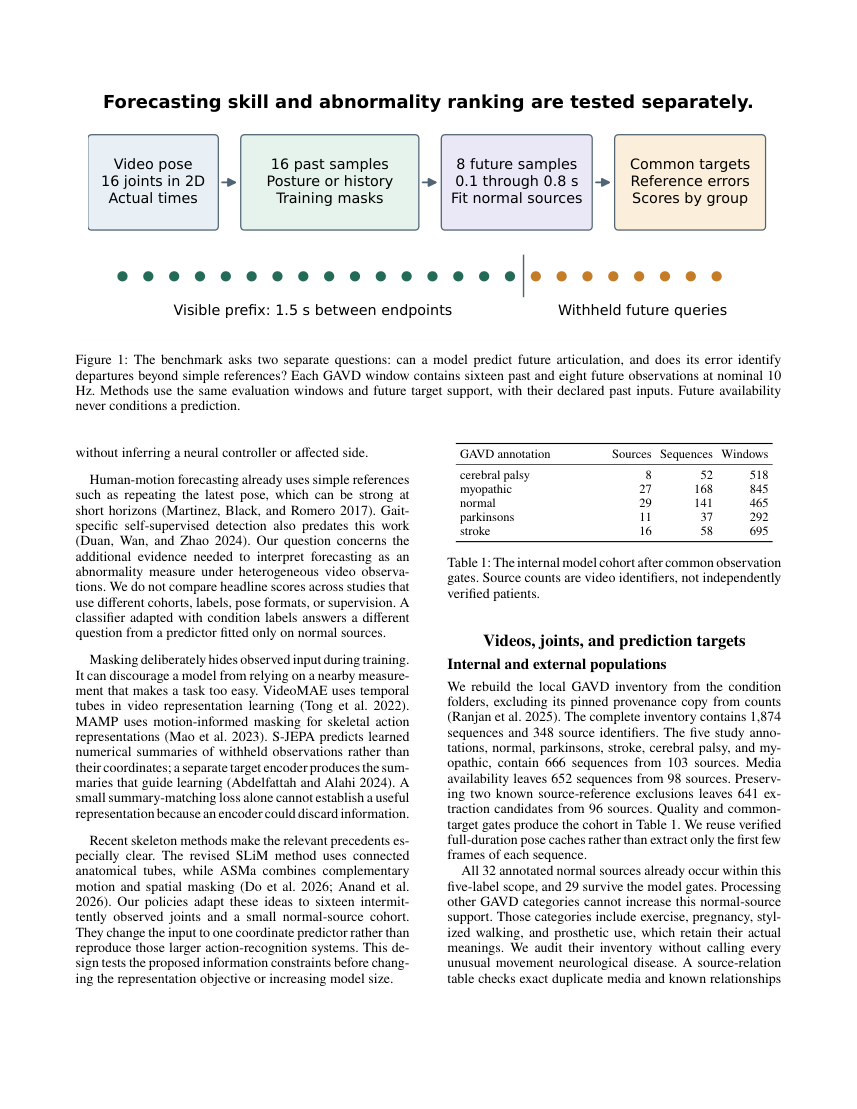 Forecasting skill and abnormality ranking are tested separately.
Video pose
16 joints in 2D
Actual times
16 past samples
Posture or history
Training masks
8 future samples
0.1 through 0.8 s
Fit normal sources
Common targets
Reference errors
Scores by group
Visible prefix: 1.5 s between endpoints
Withheld future queries
Figure 1: The benchmark asks two separate questions: can a model predict future articulation, and does its error identify
departures beyond simple references? Each GAVD window contains sixteen past and eight future observations at nominal 10
Hz. Methods use the same evaluation windows and future target support, with their declared past inputs. Future availability
never conditions a prediction.
without inferring a neural controller or affected side.
Human-motion forecasting already uses simple references
such as repeating the latest pose, which can be strong at
short horizons (Martinez, Black, and Romero 2017). Gait-
specific self-supervised detection also predates this work
(Duan, Wan, and Zhao 2024). Our question concerns the
additional evidence needed to interpret forecasting as an
abnormality measure under heterogeneous video observa-
tions. We do not compare headline scores across studies that
use different cohorts, labels, pose formats, or supervision. A
classifier adapted with condition labels answers a different
question from a predictor fitted only on normal sources.
Masking deliberately hides observed input during training.
It can discourage a model from relying on a nearby measure-
ment that makes a task too easy. VideoMAE uses temporal
tubes in video representation learning (Tong et al. 2022).
MAMP uses motion-informed masking for skeletal action
representations (Mao et al. 2023). S-JEPA predicts learned
numerical summaries of withheld observations rather than
their coordinates; a separate target encoder produces the sum-
maries that guide learning (Abdelfattah and Alahi 2024). A
small summary-matching loss alone cannot establish a useful
representation because an encoder could discard information.
Recent skeleton methods make the relevant precedents es-
pecially clear. The revised SLiM method uses connected
anatomical tubes, while ASMa combines complementary
motion and spatial masking (Do et al. 2026; Anand et al.
2026). Our policies adapt these ideas to sixteen intermit-
tently observed joints and a small normal-source cohort.
They change the input to one coordinate predictor rather than
reproduce those larger action-recognition systems. This de-
sign tests the proposed information constraints before chang-
ing the representation objective or increasing model size.
GAVD annotation Sources Sequences Windows
cerebral palsy 8 52 518
myopathic 27 168 845
normal 29 141 465
parkinsons 11 37 292
stroke 16 58 695
Table 1: The internal model cohort after common observation
gates. Source counts are video identifiers, not independently
verified patients.
Videos, joints, and prediction targets
Internal and external populations
We rebuild the local GAVD inventory from the condition
folders, excluding its pinned provenance copy from counts
(Ranjan et al. 2025). The complete inventory contains 1,874
sequences and 348 source identifiers. The five study anno-
tations, normal, parkinsons, stroke, cerebral palsy, and my-
opathic, contain 666 sequences from 103 sources. Media
availability leaves 652 sequences from 98 sources. Preserv-
ing two known source-reference exclusions leaves 641 ex-
traction candidates from 96 sources. Quality and common-
target gates produce the cohort in Table 1. We reuse verified
full-duration pose caches rather than extract only the first few
frames of each sequence.
All 32 annotated normal sources already occur within this
five-label scope, and 29 survive the model gates. Processing
other GAVD categories cannot increase this normal-source
support. Those categories include exercise, pregnancy, styl-
ized walking, and prosthetic use, which retain their actual
meanings. We audit their inventory without calling every
unusual movement neurological disease. A source-relation
table checks exact duplicate media and known relationships